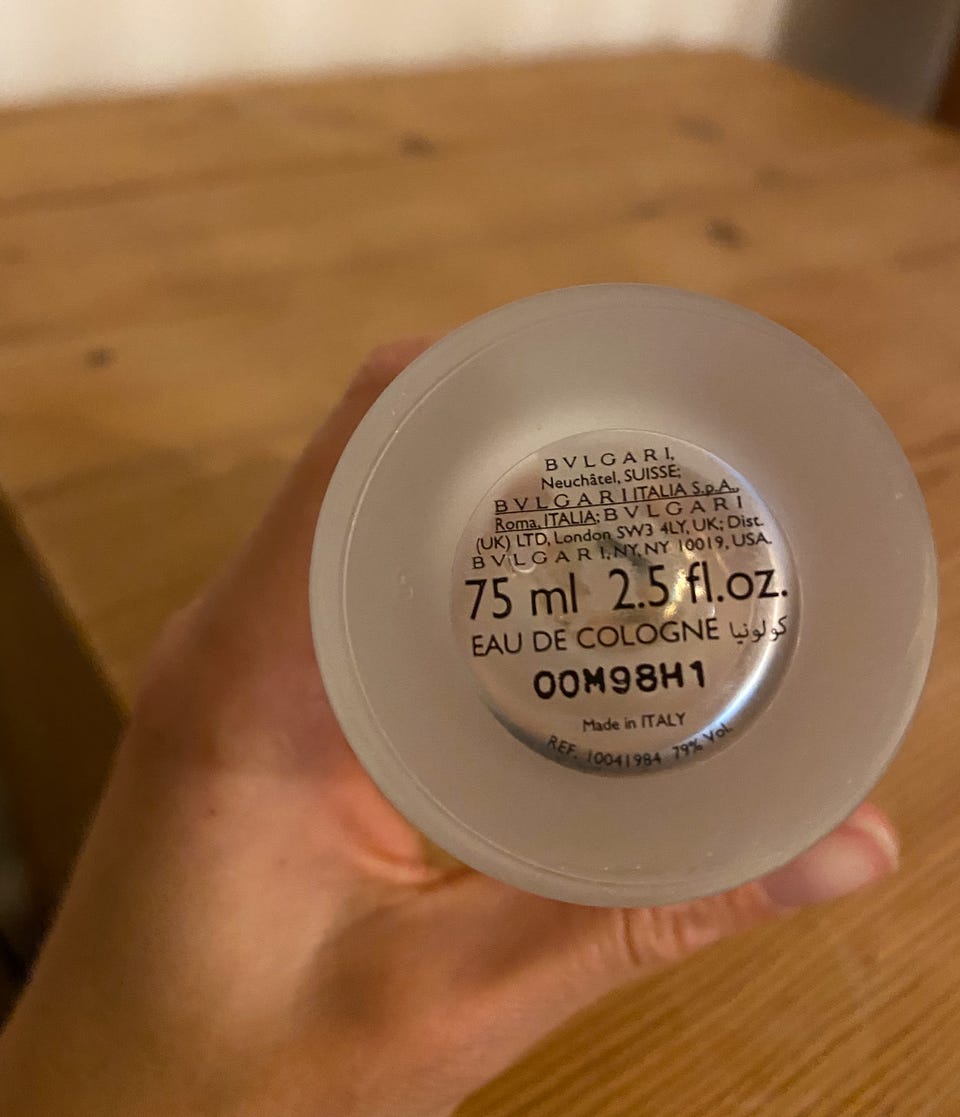 BVLGARI,
Neuchâtel, SUISSE;
BVLGARI ITALIA S.p.A.,
Roma, ITALIA; BVLGARI
(UK) LTD, London SW3 4LY, UK; Dist.
BVLGARI, NY, NY 10019, USA.
75 ml 2.5 fl.oz.
EAU DE COLOGNE كولونيا
00M98H1
Made in ITALY
REF. 10041984 79% Vol.